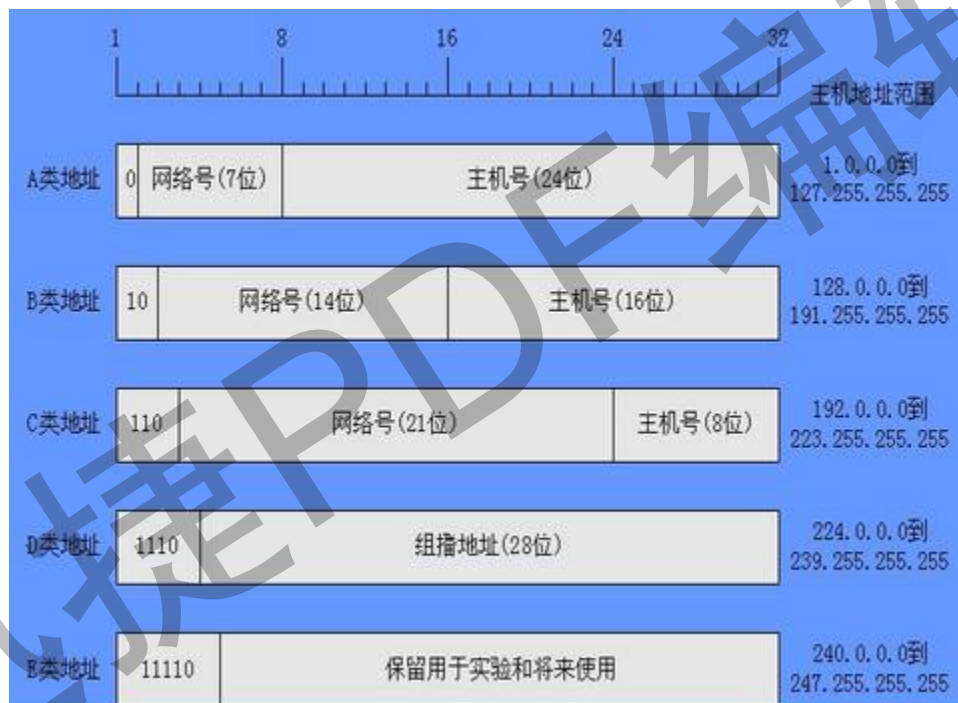 1 8 16 24 32
主机地址范围
A类地址 0 网络号(7位) 主机号(24位) 1.0.0.0到
127.255.255.255
B类地址 10 网络号(14位) 主机号(16位) 128.0.0.0到
191.255.255.255
C类地址 110 网络号(21位) 主机号(8位) 192.0.0.0到
223.255.255.255
D类地址 1110 组播地址(28位) 224.0.0.0到
239.255.255.255
E类地址 11110 保留用于实验和将来使用 240.0.0.0到
247.255.255.255
捷PDF编